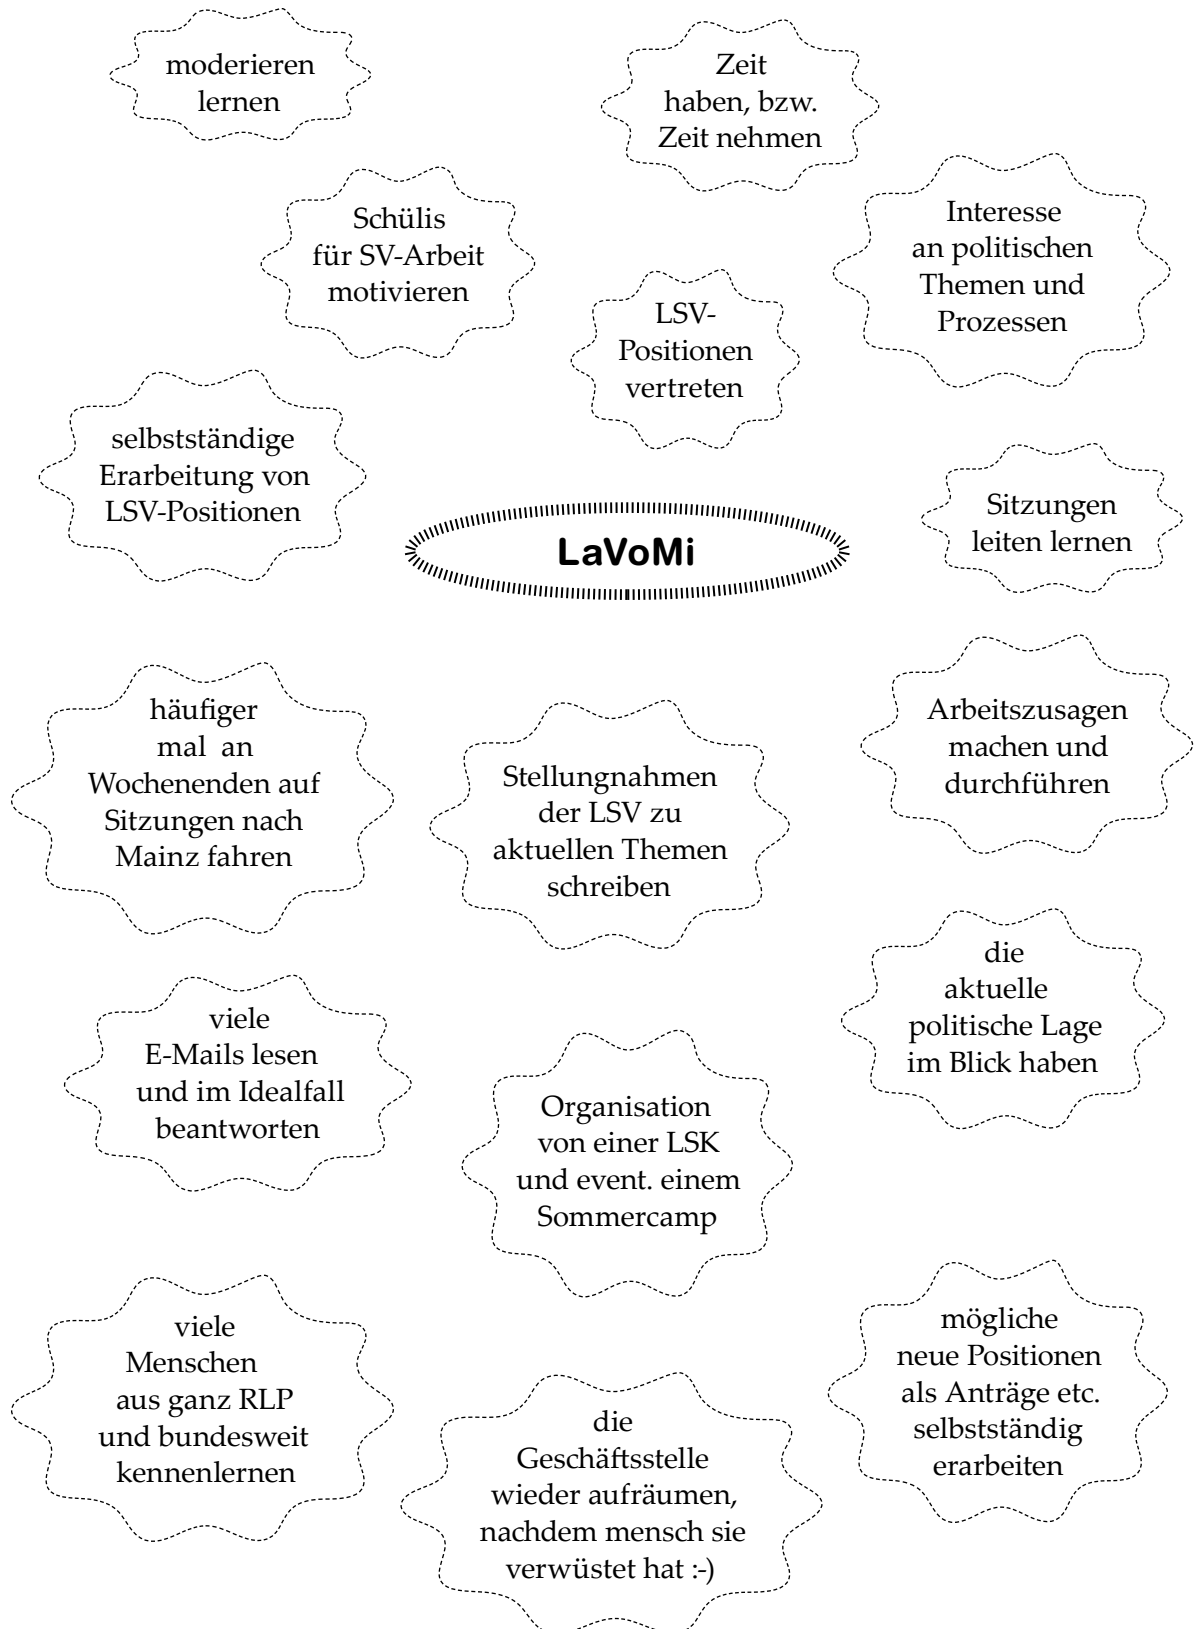 moderieren
lernen
Zeit
haben, bzw.
Zeit nehmen
Schülis
für SV-Arbeit
motivieren
Interesse
an politischen
Themen und
Prozessen
LSV-
Positionen
vertreten
selbstständige
Erarbeitung von
LSV-Positionen
Sitzungen
leiten lernen
LaVoMi
häufiger
mal an
Wochenenden auf
Sitzungen nach
Mainz fahren
Stellungnahmen
der LSV zu
aktuellen Themen
schreiben
Arbeitszusagen
machen und
durchführen
die
aktuelle
politische Lage
im Blick haben
viele
E-Mails lesen
und im Idealfall
beantworten
Organisation
von einer LSK
und event. einem
Sommercamp
viele
Menschen
aus ganz RLP
und bundesweit
kennenlernen
die
Geschäftsstelle
wieder aufräumen,
nachdem mensch sie
verwüstet hat :-)
mögliche
neue Positionen
als Anträge etc.
selbstständig
erarbeiten